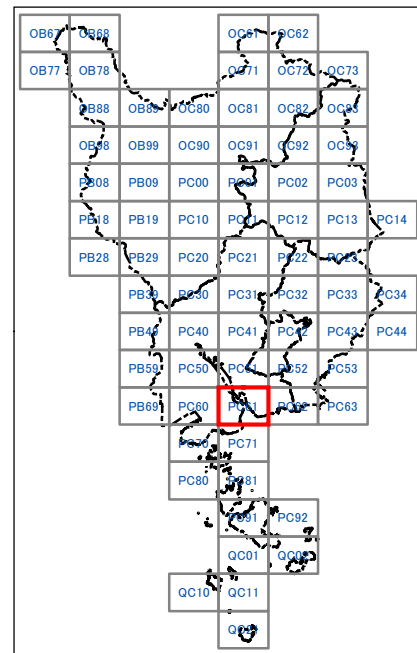 OB67 OB68 OC61 OC62
OB77 OB78 OC71 OC72 OC73
OB88 OB89 OC80 OC81 OC82 OC83
OB98 OB99 OC90 OC91 OC92 OC93
PB08 PB09 PC00 PC01 PC02 PC03
PB18 PB19 PC10 PC11 PC12 PC13 PC14
PB28 PB29 PC20 PC21 PC22 PC23
PB39 PC30 PC31 PC32 PC33 PC34
PB49 PC40 PC41 PC42 PC43 PC44
PB59 PC50 PC51 PC52 PC53
PB69 PC60 PC61 PC62 PC63
PC70 PC71
PC80 PC81
PC91 PC92
QC01 QC02
QC10 QC11
QC21